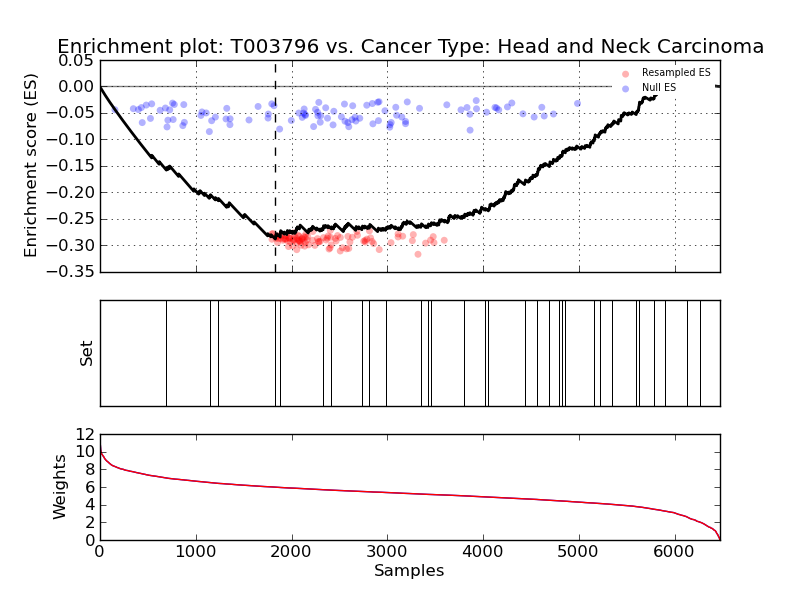 Enrichment plot: T003796 vs. Cancer Type: Head and Neck Carcinoma
Enrichment score (ES)
0.05
0.00
−0.05
−0.10
−0.15
−0.20
−0.25
−0.30
−0.35
Resampled ES
Null ES
Set
Weights
12
10
8
6
4
2
0
0 1000 2000 3000 4000 5000 6000
Samples